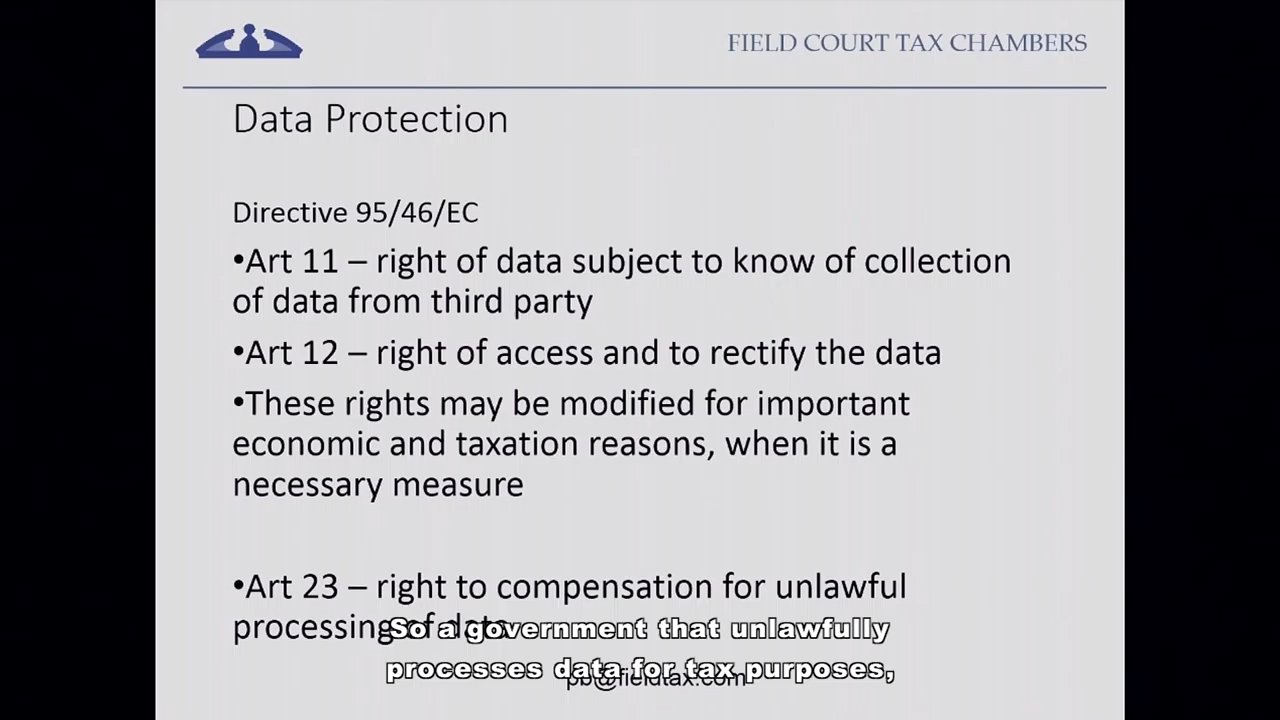 FIELD COURT TAX CHAMBERS
Data Protection
Directive 95/46/EC
•Art 11 – right of data subject to know of collection
of data from third party
•Art 12 – right of access and to rectify the data
•These rights may be modified for important
economic and taxation reasons, when it is a
necessary measure
•Art 23 – right to compensation for unlawful
processing of data
So a government that unlawfully
processes data for tax purposes,
pb@fieldtax.com